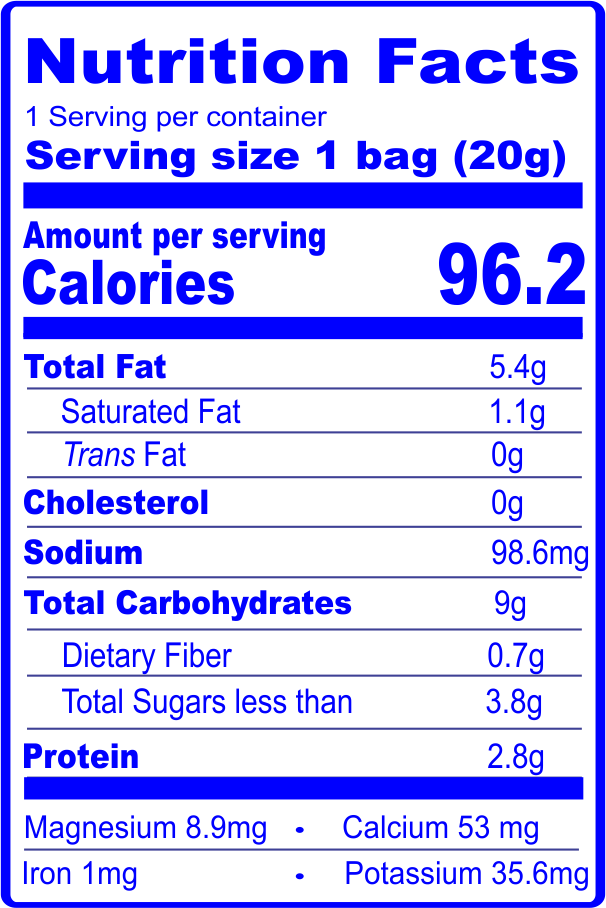 Nutrition Facts
1 Serving per container
Serving size 1 bag (20g)
Amount per serving
Calories 96.2
Total Fat 5.4g
Saturated Fat 1.1g
Trans Fat 0g
Cholesterol 0g
Sodium 98.6mg
Total Carbohydrates 9g
Dietary Fiber 0.7g
Total Sugars less than 3.8g
Protein 2.8g
Magnesium 8.9mg • Calcium 53 mg
Iron 1mg • Potassium 35.6mg